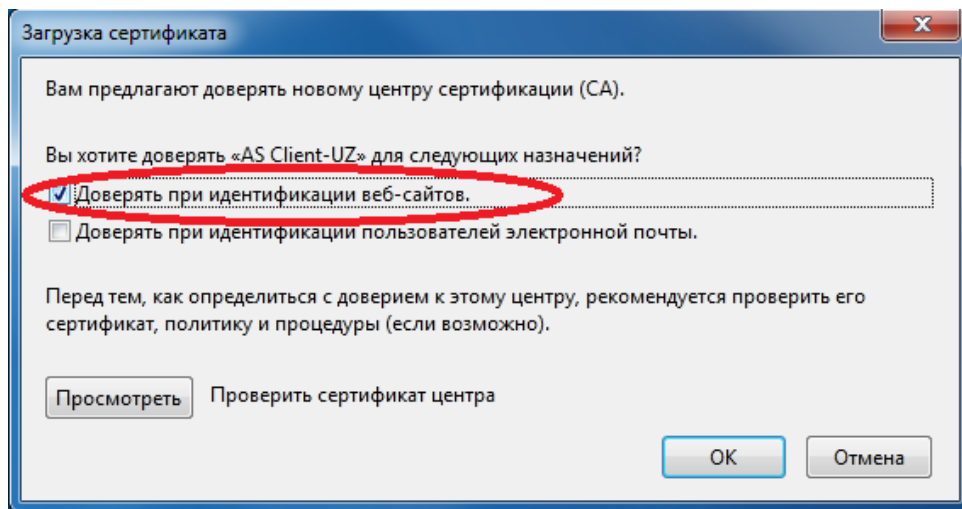 Загрузка сертификата
Вам предлагают доверять новому центру сертификации (CA).
Вы хотите доверять «AS Client-UZ» для следующих назначений?
Доверять при идентификации веб-сайтов.
Доверять при идентификации пользователей электронной почты.
Перед тем, как определиться с доверием к этому центру, рекомендуется проверить его
сертификат, политику и процедуры (если возможно).
Просмотреть Проверить сертификат центра
ОК Отмена